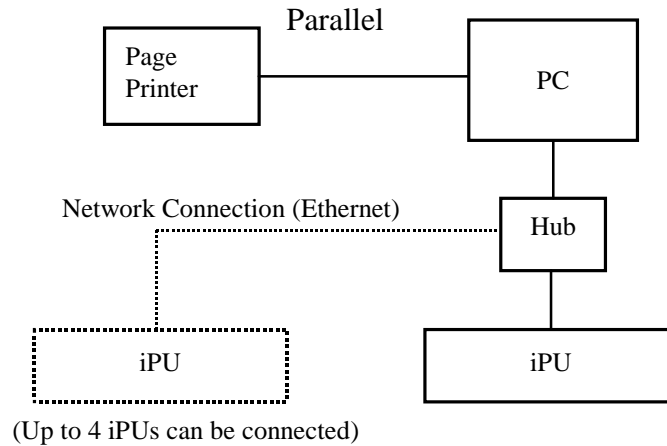 Parallel
Page
Printer
PC
Network Connection (Ethernet)
Hub
iPU
iPU
(Up to 4 iPUs can be connected)